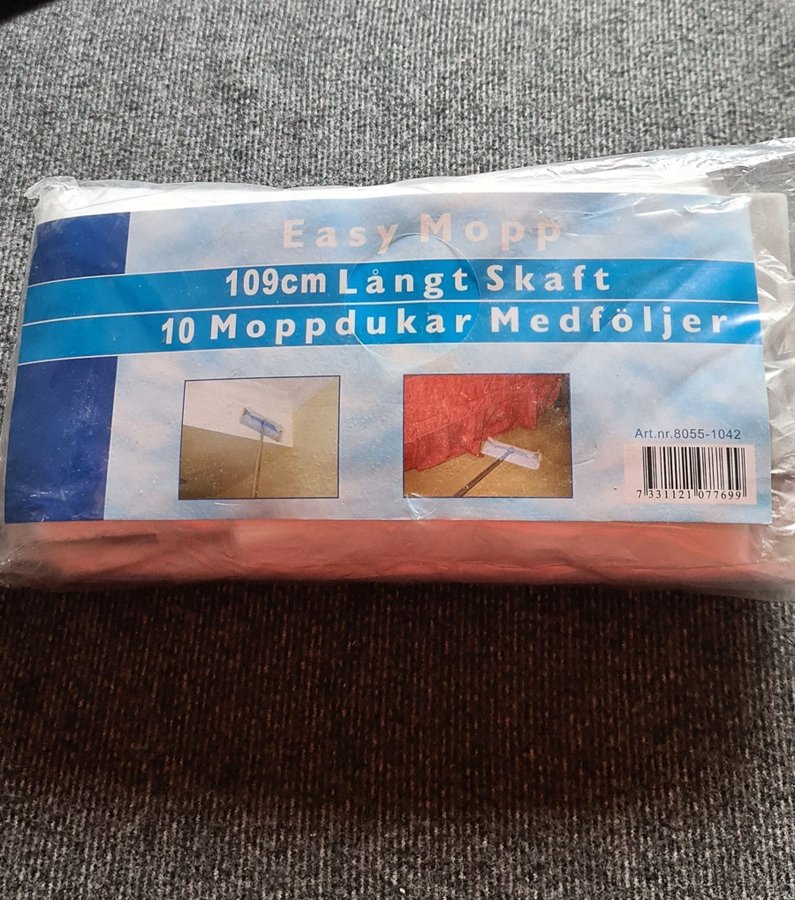 Easy Mopp
109cm Långt Skaft
10 Moppdukar Medföljer
Art.nr.8055-1042
7 331121 077699